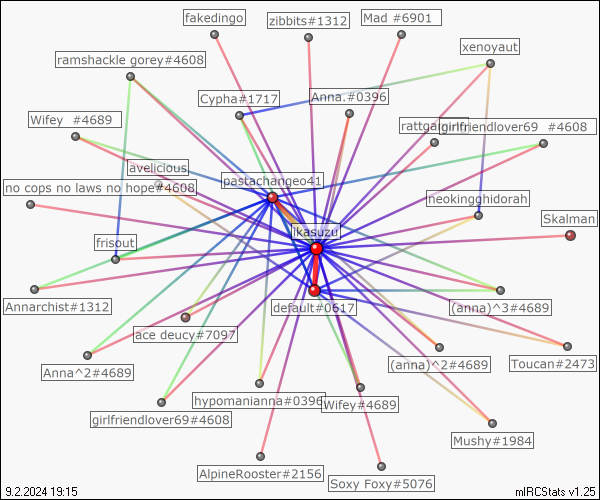 fakedingo
zibbits#1312
Mad #6901
xenoyaut
ramshackle gorey#4608
Cypha#1717
Anna.#0396
Wifey #4689
girlfriendlover69 #4608
avelicious
pastachangeo41
no cops no laws no hope#4608
neokingghidorah
Skalman
lkasuzu
frisout
Annarchist#1312
default#0617
(anna)^3#4689
ace deucy#7097
Anna^2#4689
(anna)^2#4689
Toucan#2473
hypomanianna#0396
Wifey#4689
girlfriendlover69#4608
Mushy#1984
AlpineRooster#2156
Soxy Foxy#5076
9.2.2024 19:15
mIRCStats v1.25